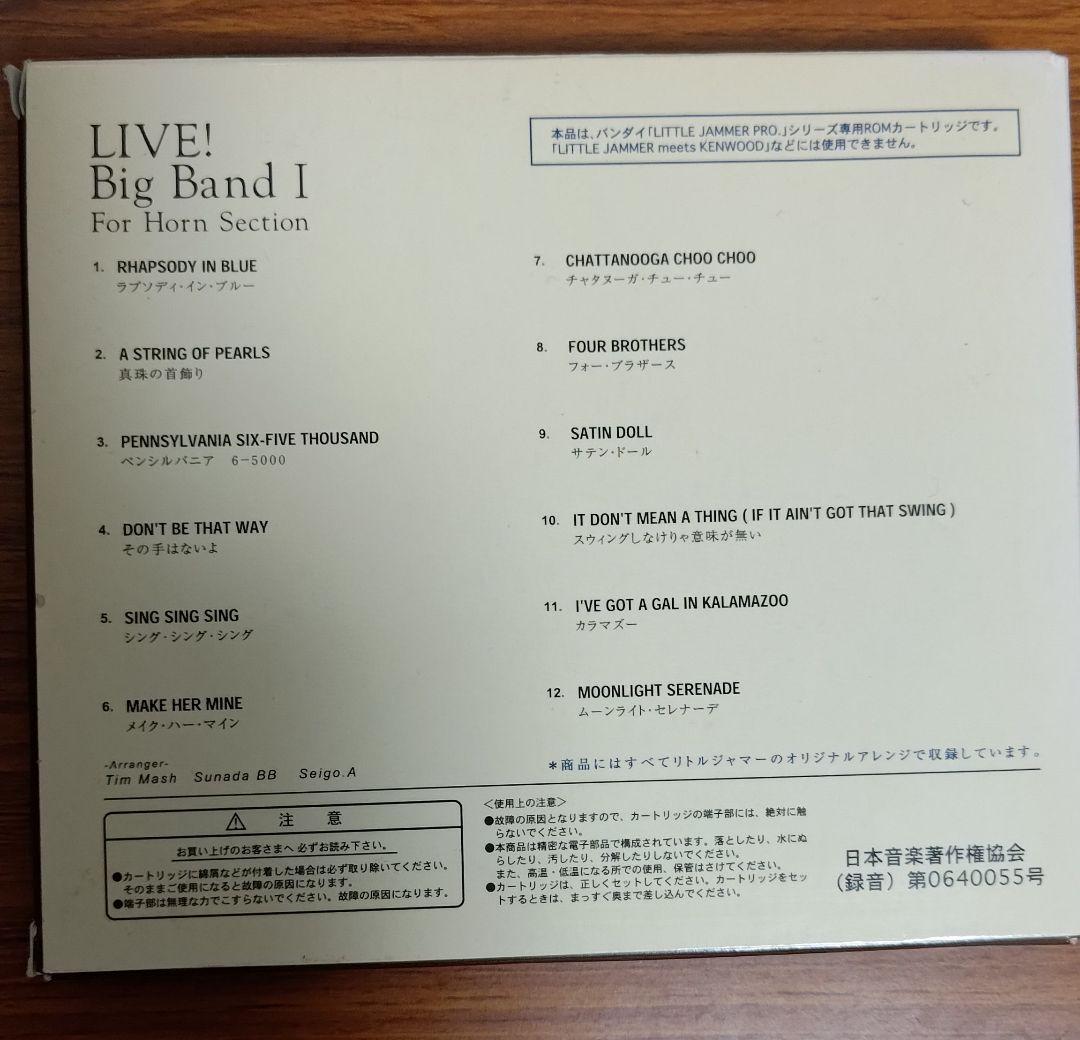 LIVE!
Big Band I
For Horn Section
本品は、バンダイ「LITTLE JAMMER PRO.」シリーズ専用ROMカートリッジです。
「LITTLE JAMMER meets KENWOOD」などには使用できません。
1. RHAPSODY IN BLUE
ラプソディ・イン・ブルー
2. A STRING OF PEARLS
真珠の首飾り
3. PENNSYLVANIA SIX-FIVE THOUSAND
ペンシルバニア 6-5000
4. DON'T BE THAT WAY
その手はないよ
5. SING SING SING
シング・シング・シング
6. MAKE HER MINE
メイク・ハー・マイン
7. CHATTANOOGA CHOO CHOO
チャタヌーガ・チュー・チュー
8. FOUR BROTHERS
フォー・ブラザース
9. SATIN DOLL
サテン・ドール
10. IT DON'T MEAN A THING ( IF IT AIN'T GOT THAT SWING )
スウィングしなけりゃ意味が無い
11. I'VE GOT A GAL IN KALAMAZOO
カラマズー
12. MOONLIGHT SERENADE
ムーンライト・セレナーデ
-Arranger-
Tim Mash Sunada BB Seigo.A
*商品にはすべてリトルジャマーのオリジナルアレンジで収録しています。
注 意
お買い上げのお客さまへ 必ずお読み下さい。
●カートリッジに綿屑などが付着した場合は必ず取り除いてください。
そのままご使用になると故障の原因になります。
●端子部は無理な力でこすらないでください。故障の原因になります。
<使用上の注意>
●故障の原因となりますので、カートリッジの端子部には、絶対に触
らないでください。
●本商品は精密な電子部品で構成されています。落としたり、水にぬ
らしたり、汚したり、分解したりしないでください。
また、高温・低温になる所での使用、保管はさけてください。
●カートリッジは、正しくセットしてください。カートリッジをセッ
トするときは、まっすぐ奥まで差し込んでください。
日本音楽著作権協会
(録音)第0640055号